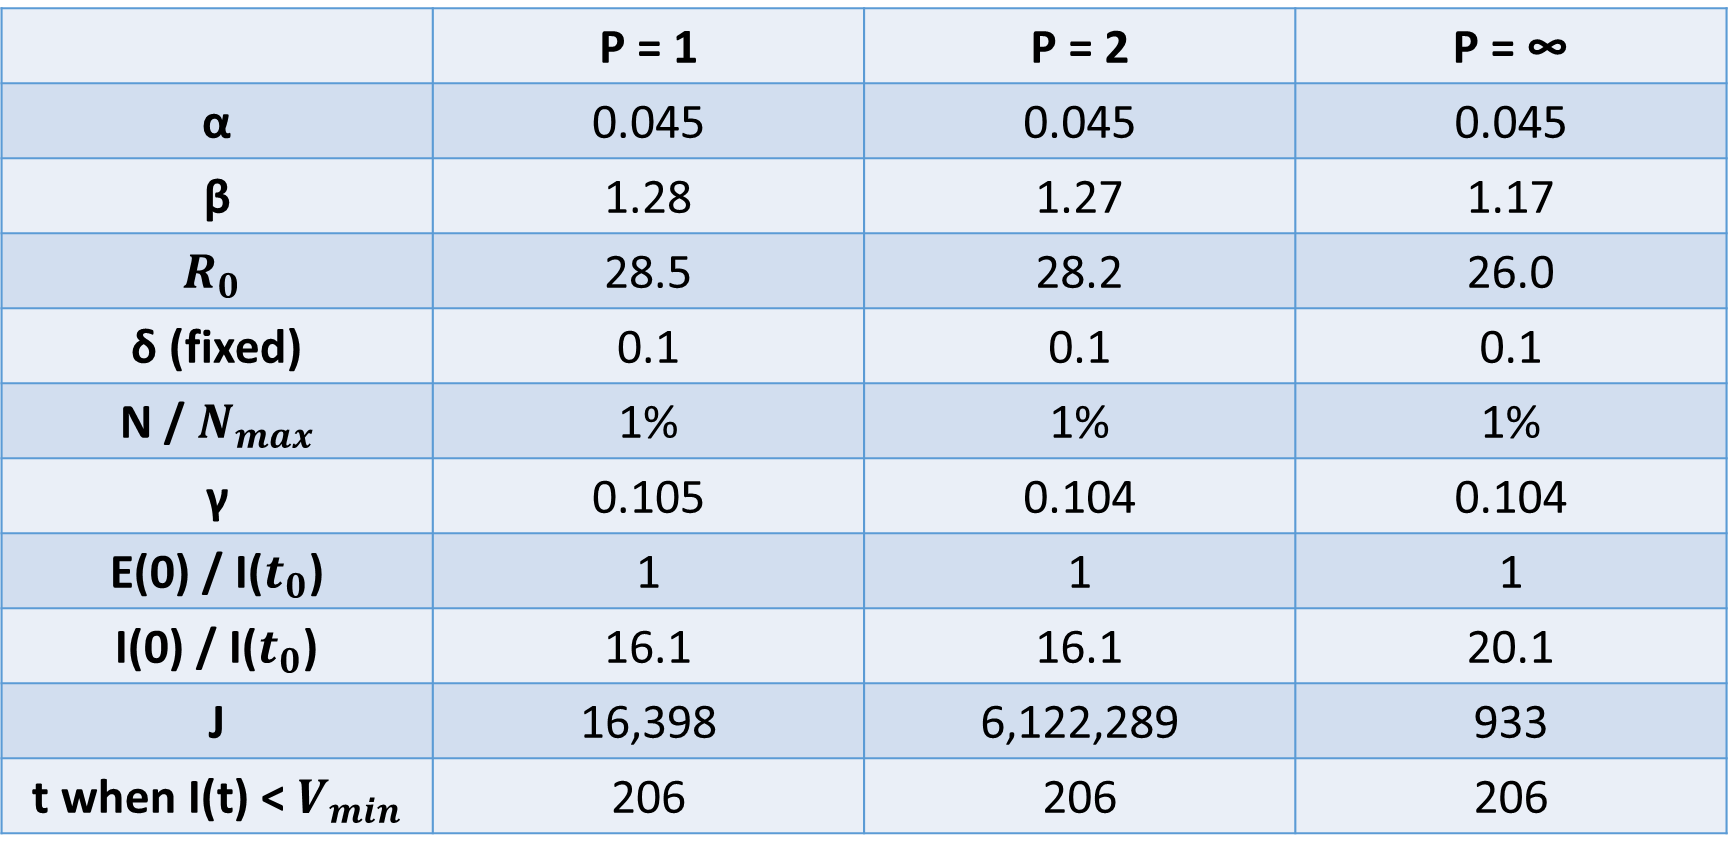 P = 1 P = 2 P = ∞
α 0.045 0.045 0.045
β 1.28 1.27 1.17
R₀ 28.5 28.2 26.0
δ (fixed) 0.1 0.1 0.1
N / Nₘₐₓ 1% 1% 1%
γ 0.105 0.104 0.104
E(0) / I(t₀) 1 1 1
I(0) / I(t₀) 16.1 16.1 20.1
J 16,398 6,122,289 933
t when I(t) < Vₘᵢₙ 206 206 206